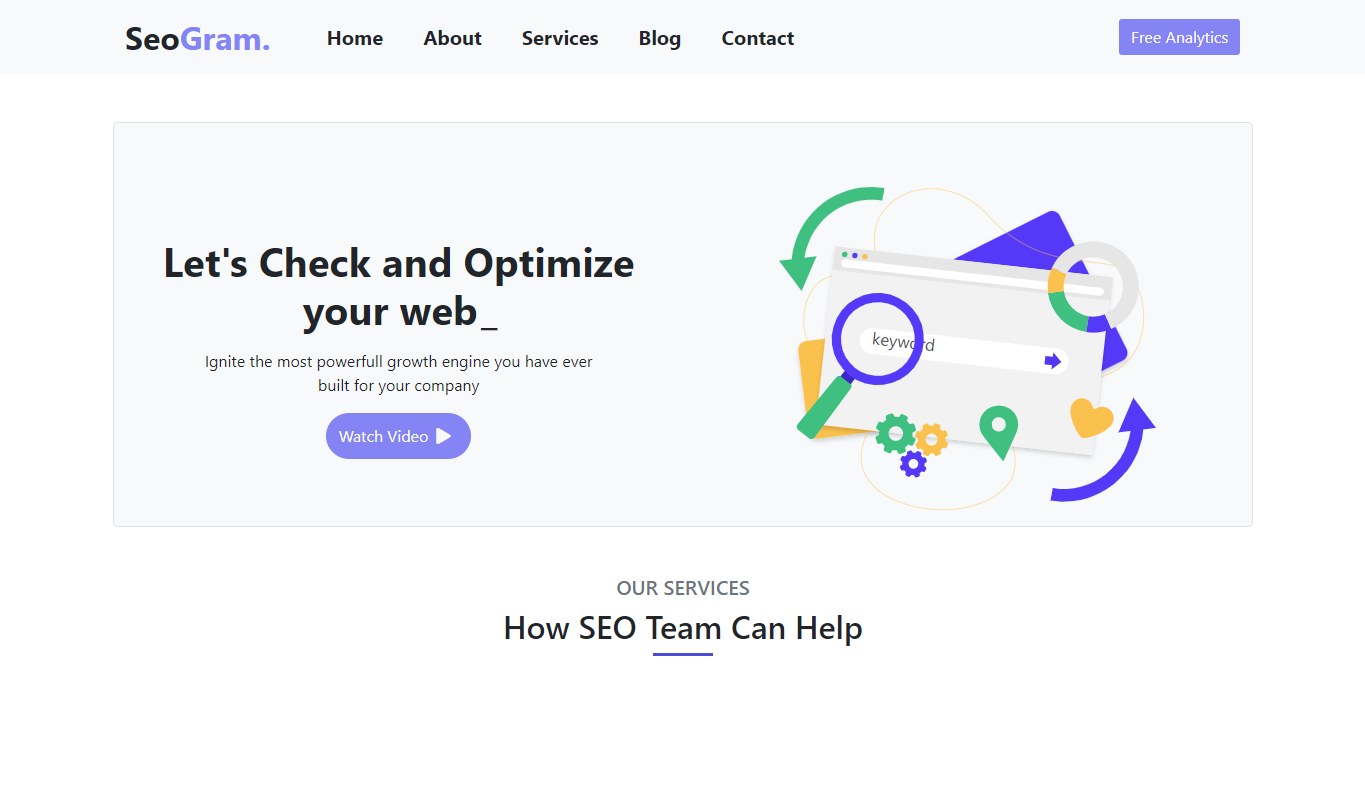 SeoGram.
Home
About
Services
Blog
Contact
Free Analytics
Let's Check and Optimize
your web_
Ignite the most powerfull growth engine you have ever
built for your company
Watch Video
keyword
OUR SERVICES
How SEO Team Can Help